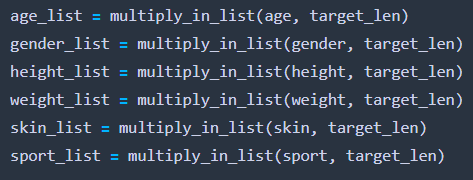 age_list = multiply_in_list(age, target_len)
gender_list = multiply_in_list(gender, target_len)
height_list = multiply_in_list(height, target_len)
weight_list = multiply_in_list(weight, target_len)
skin_list = multiply_in_list(skin, target_len)
sport_list = multiply_in_list(sport, target_len)